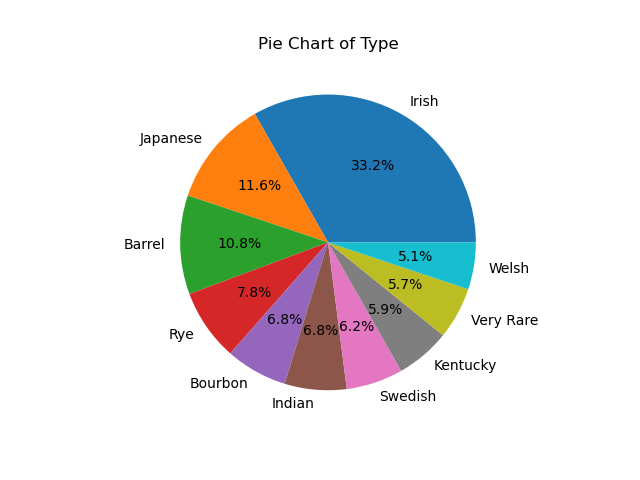 Pie Chart of Type
Irish
33.2%
Japanese
11.6%
Barrel
10.8%
Rye
7.8%
Bourbon
6.8%
Indian
6.8%
Swedish
6.2%
Kentucky
5.9%
Very Rare
5.7%
Welsh
5.1%